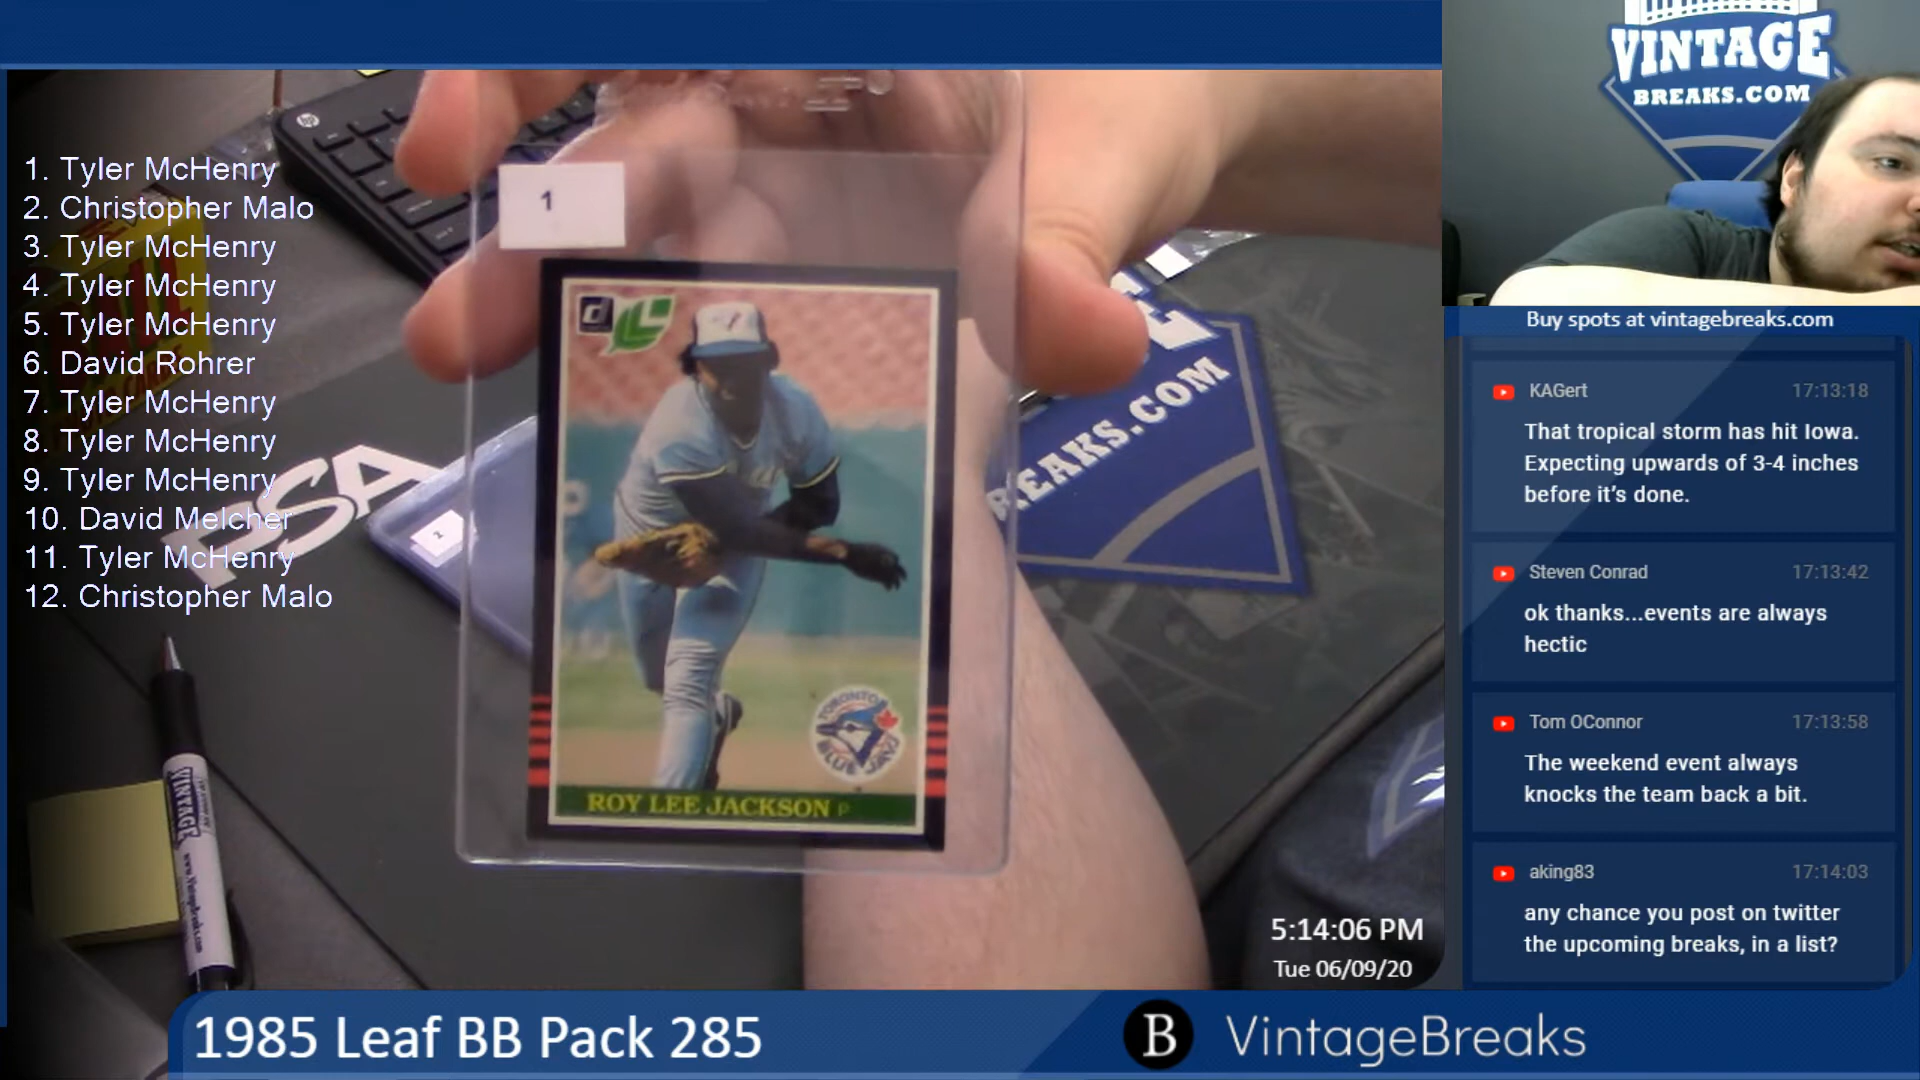 1. Tyler McHenry
2. Christopher Malo
3. Tyler McHenry
4. Tyler McHenry
5. Tyler McHenry
6. David Rohrer
7. Tyler McHenry
8. Tyler McHenry
9. Tyler McHenry
10. David Melcher
11. Tyler McHenry
12. Christopher Malo
1
d
ROY LEE JACKSON P
TORONTO
BLUE JAYS
PSA
2
VINTAGE
EAKS.COM
VINTAGE
BREAKS.COM
Buy spots at vintagebreaks.com
KAGert 17:13:18
That tropical storm has hit Iowa.
Expecting upwards of 3-4 inches
before it’s done.
Steven Conrad 17:13:42
ok thanks...events are always
hectic
Tom OConnor 17:13:58
The weekend event always
knocks the team back a bit.
aking83 17:14:03
any chance you post on twitter
the upcoming breaks, in a list?
5:14:06 PM
Tue 06/09/20
1985 Leaf BB Pack 285
B VintageBreaks